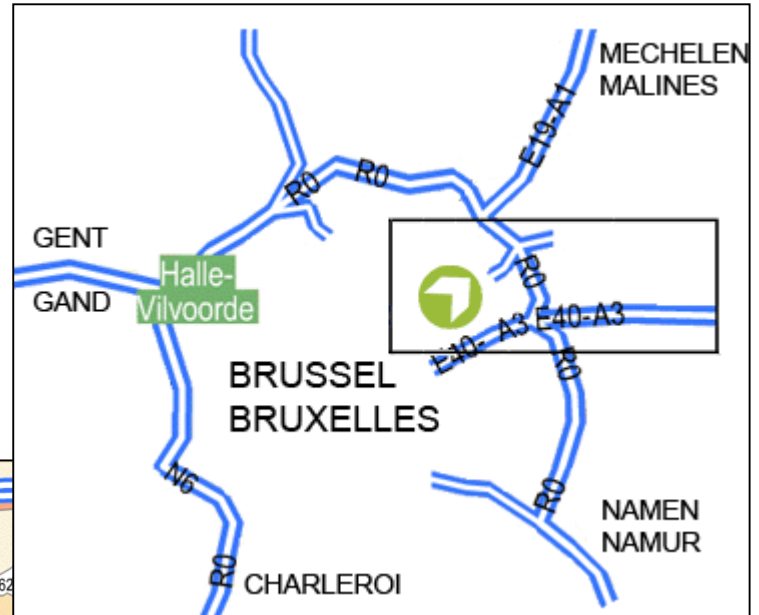 MECHELEN
MALINES
E19-A1
R0
R0
GENT
GAND
Halle-
Vilvoorde
R0
E40- A3
E40-A3
R0
BRUSSEL
BRUXELLES
N6
R0
NAMEN
NAMUR
R0
CHARLEROI
62